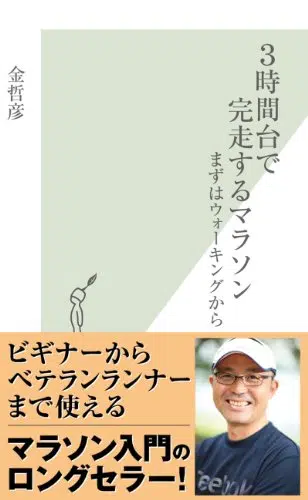 3時間台で
完走するマラソン
まずはウォーキングから
金哲彦
ビギナーから
ベテランランナー
まで使える
マラソン入門の
ロングセラー!
Reebok